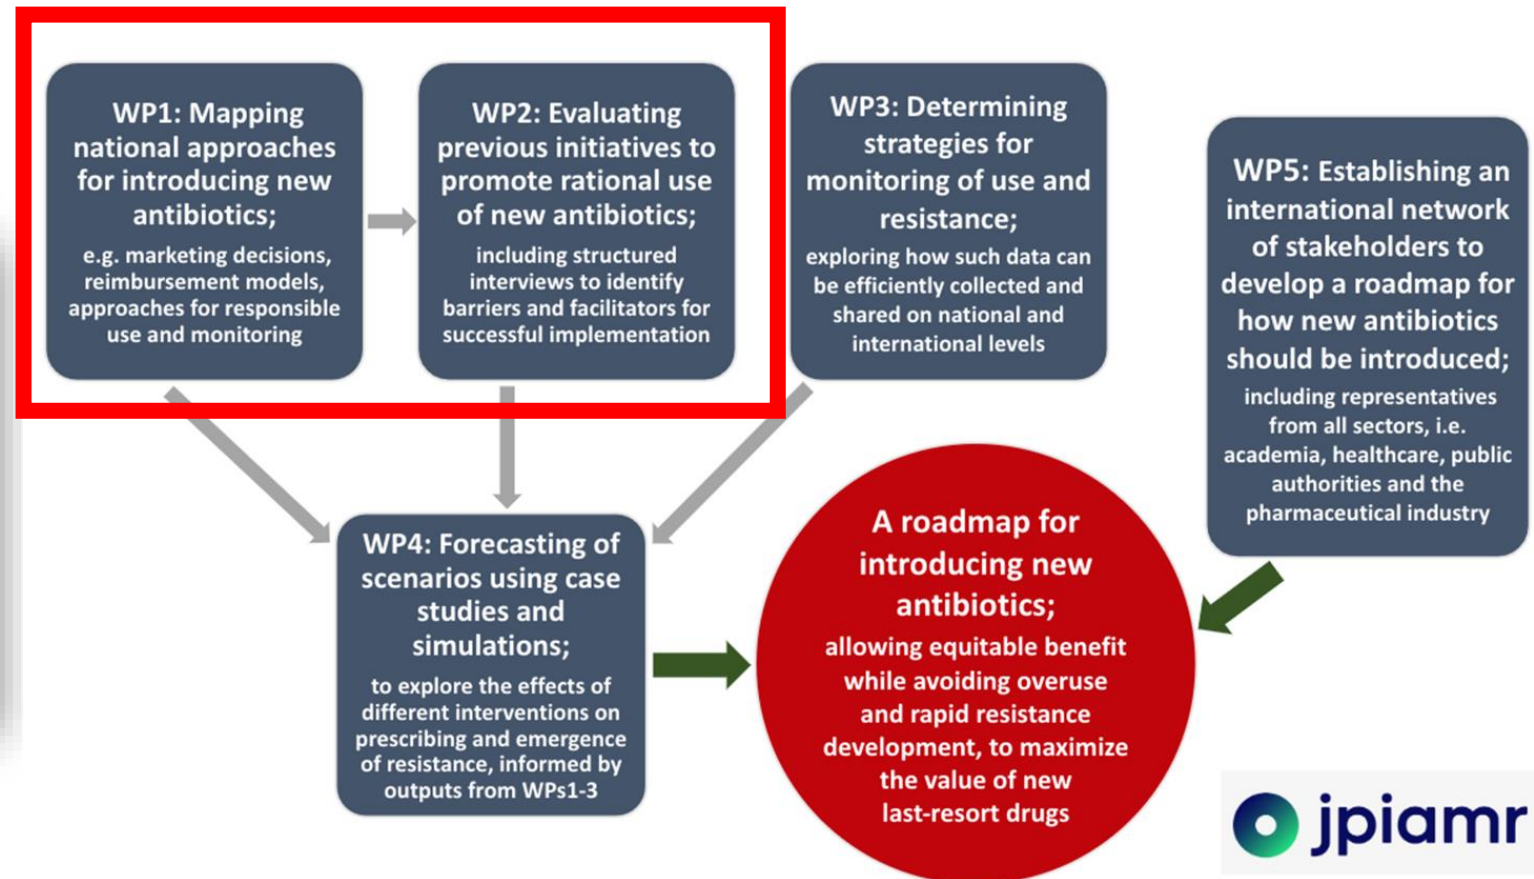 WP1: Mapping
national approaches
for introducing new
antibiotics;
e.g. marketing decisions,
reimbursement models,
approaches for responsible
use and monitoring
WP2: Evaluating
previous initiatives to
promote rational use
of new antibiotics;
including structured
interviews to identify
barriers and facilitators for
successful implementation
WP3: Determining
strategies for
monitoring of use and
resistance;
exploring how such data can
be efficiently collected and
shared on national and
international levels
WP5: Establishing an
international network
of stakeholders to
develop a roadmap for
how new antibiotics
should be introduced;
including representatives
from all sectors, i.e.
academia, healthcare, public
authorities and the
pharmaceutical industry
WP4: Forecasting of
scenarios using case
studies and
simulations;
to explore the effects of
different interventions on
prescribing and emergence
of resistance, informed by
outputs from WPs1-3
A roadmap for
introducing new
antibiotics;
allowing equitable benefit
while avoiding overuse
and rapid resistance
development, to maximize
the value of new
last-resort drugs
jpiamr